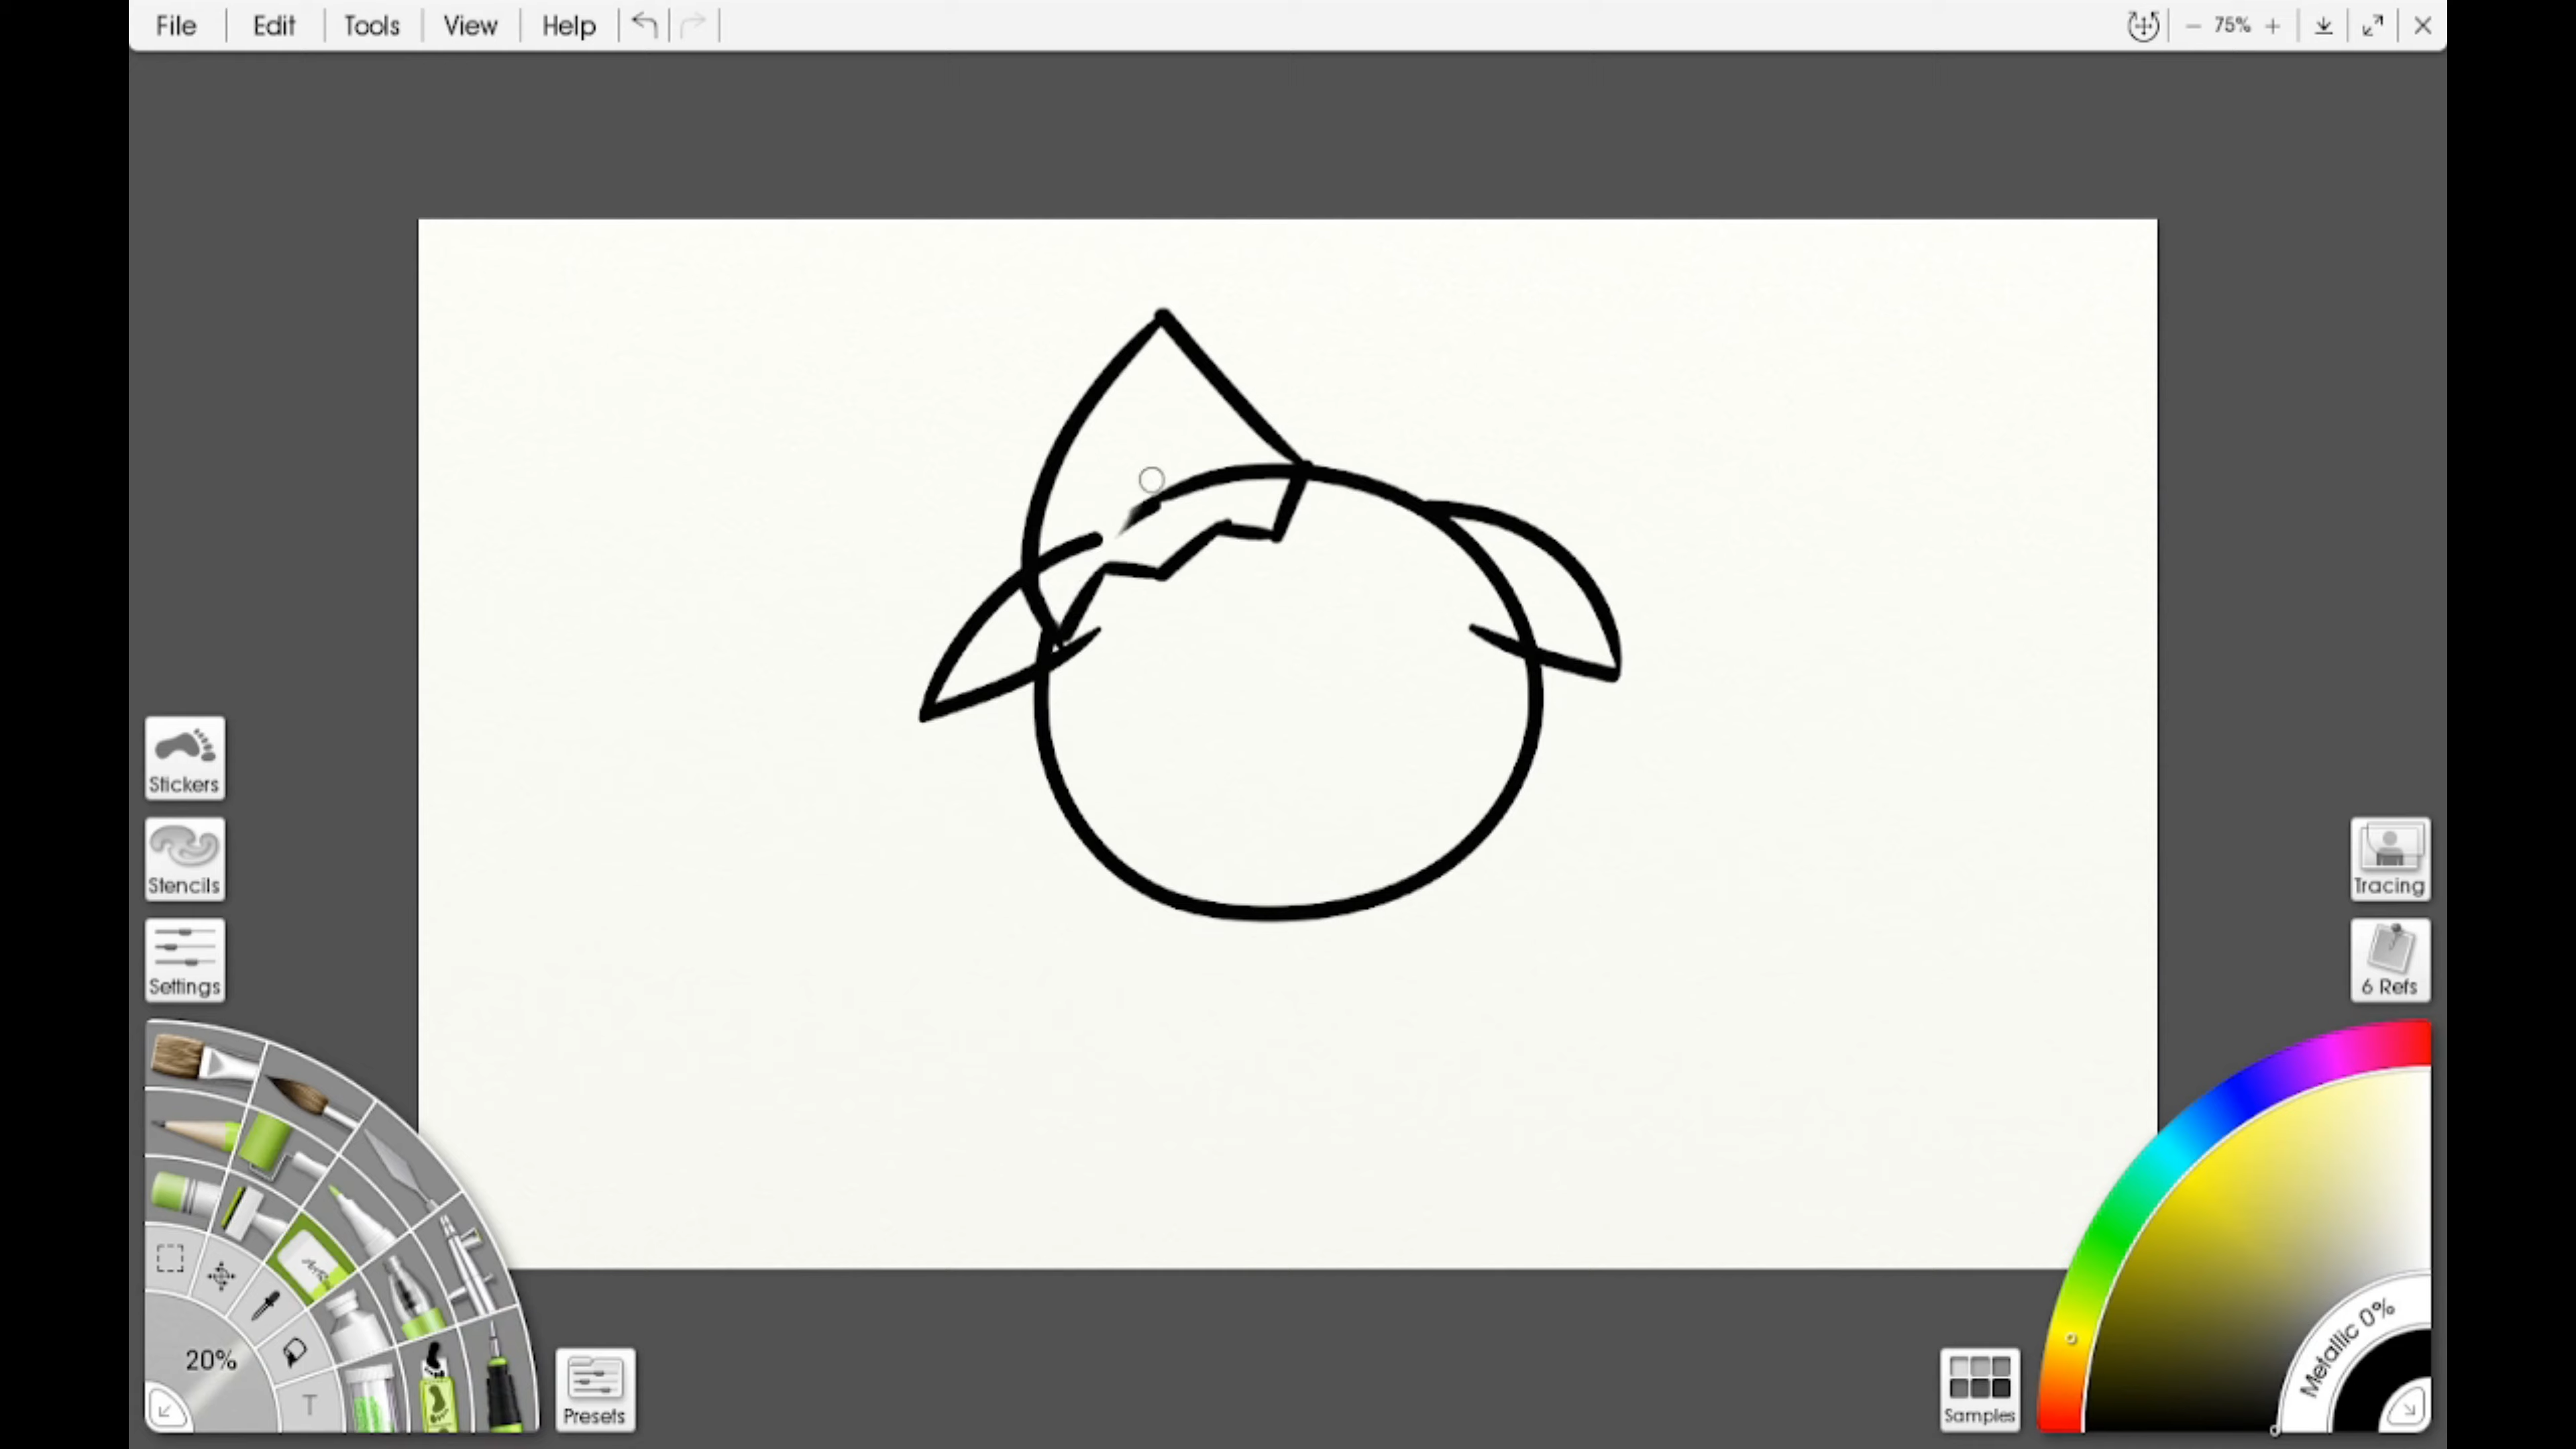 File Edit Tools View Help 75%
Stickers
Stencils
Settings
Tracing
6 Refs
20%
Presets
Samples
Metallic 0%
T